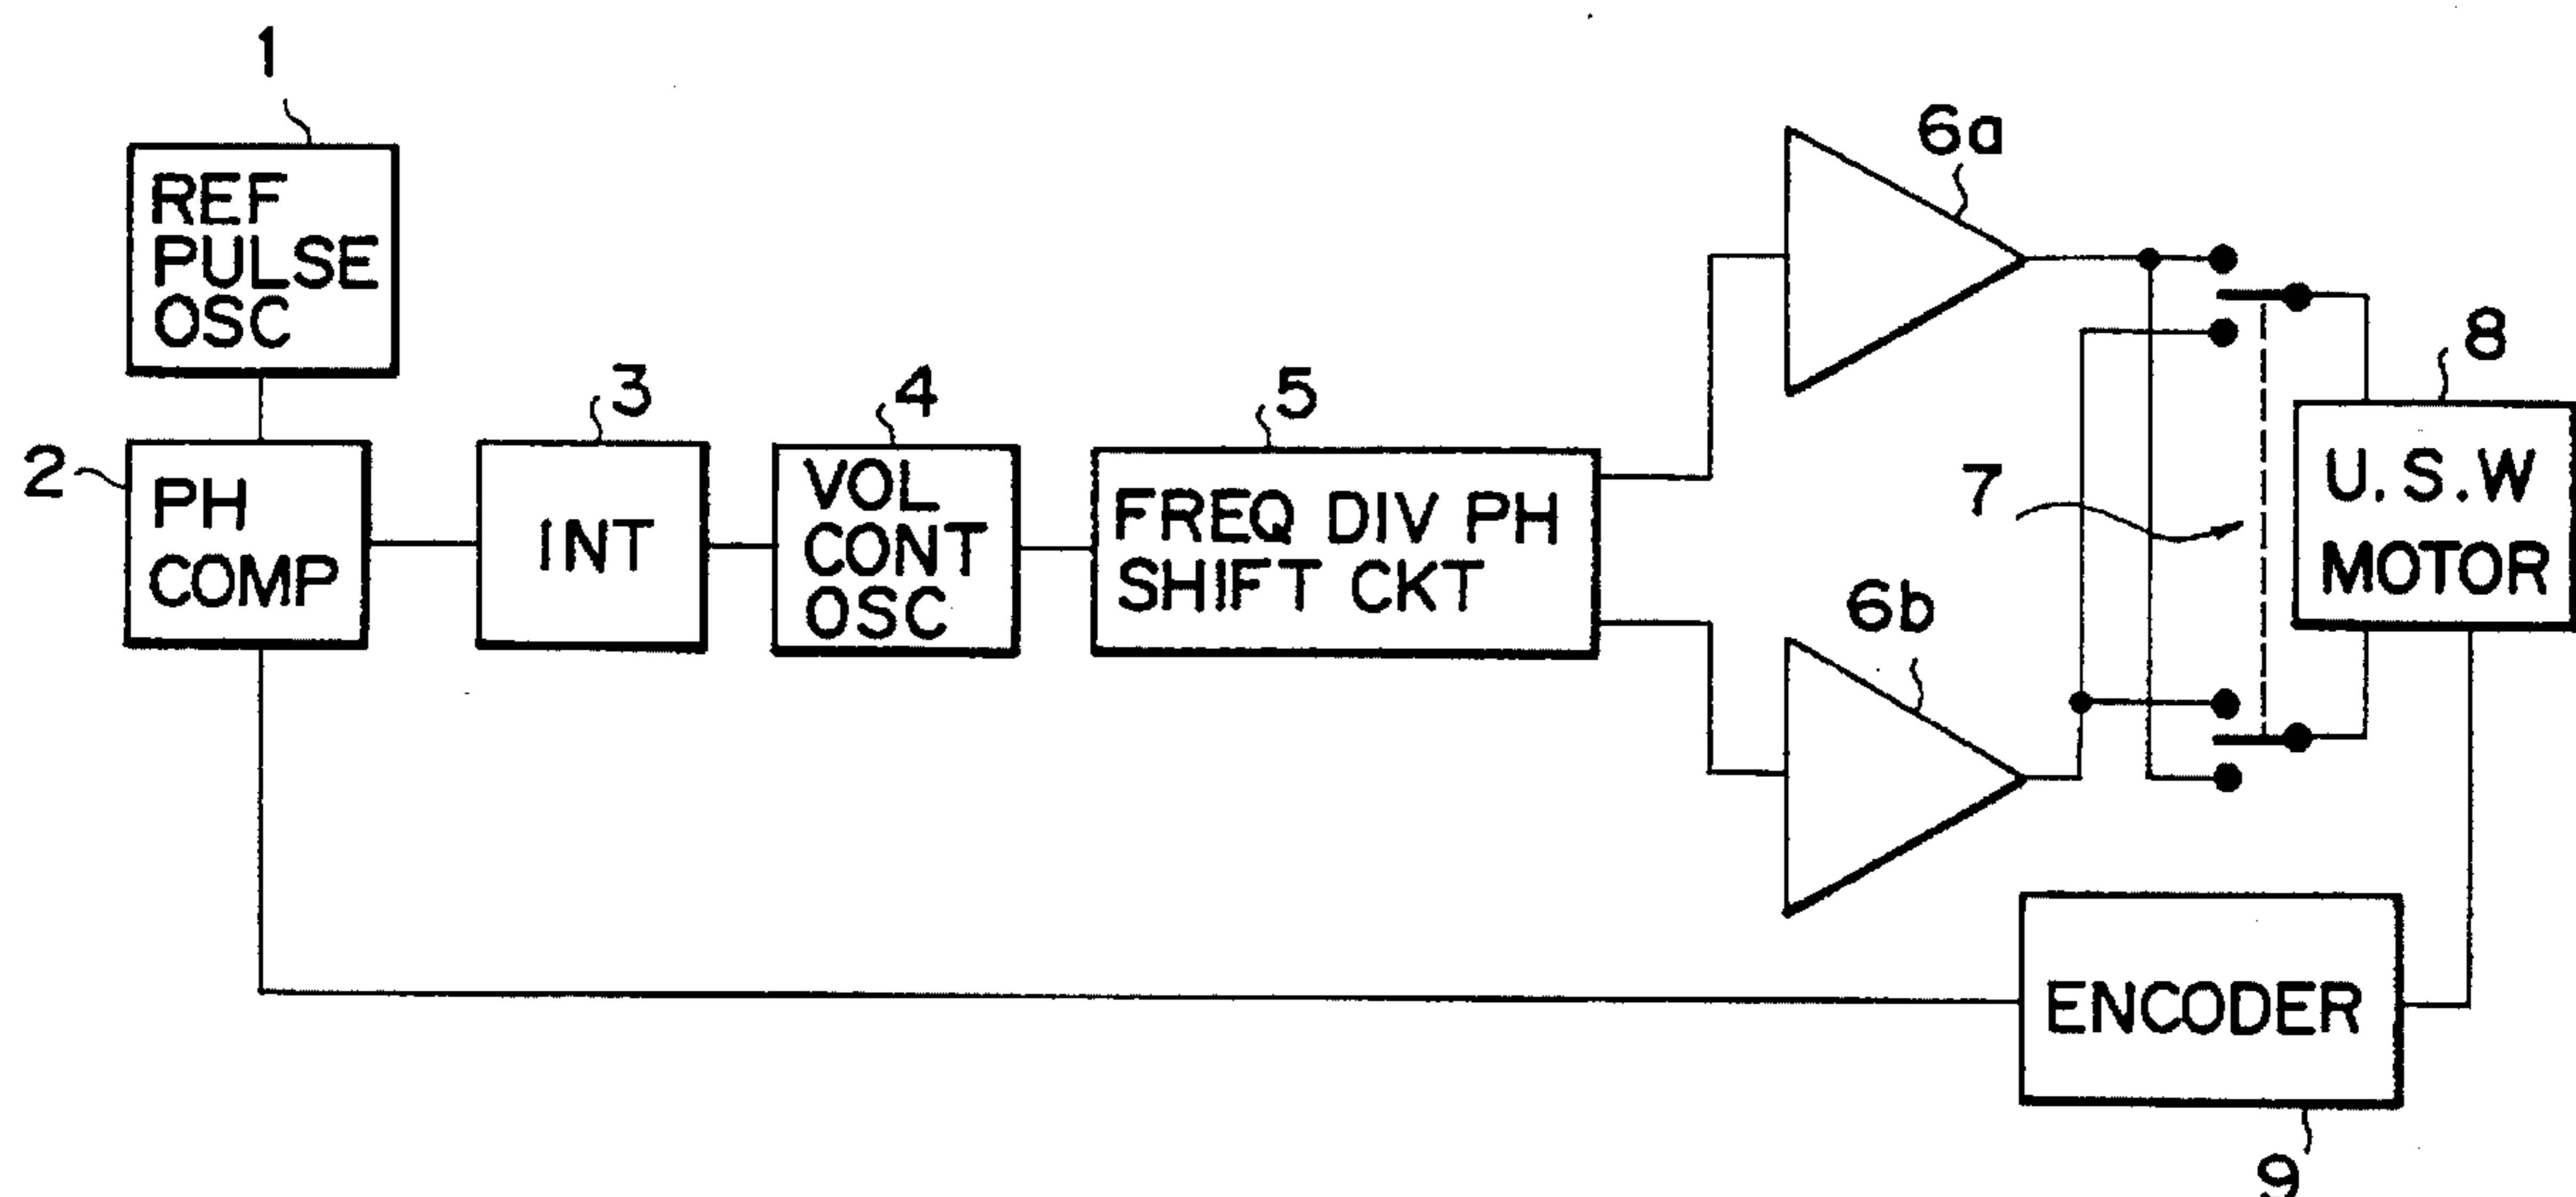 1
REF
PULSE
OSC
2
PH
COMP
3
INT
4
VOL
CONT
OSC
5
FREQ DIV PH
SHIFT CKT
6a
6b
7
8
U.S.W
MOTOR
ENCODER
9